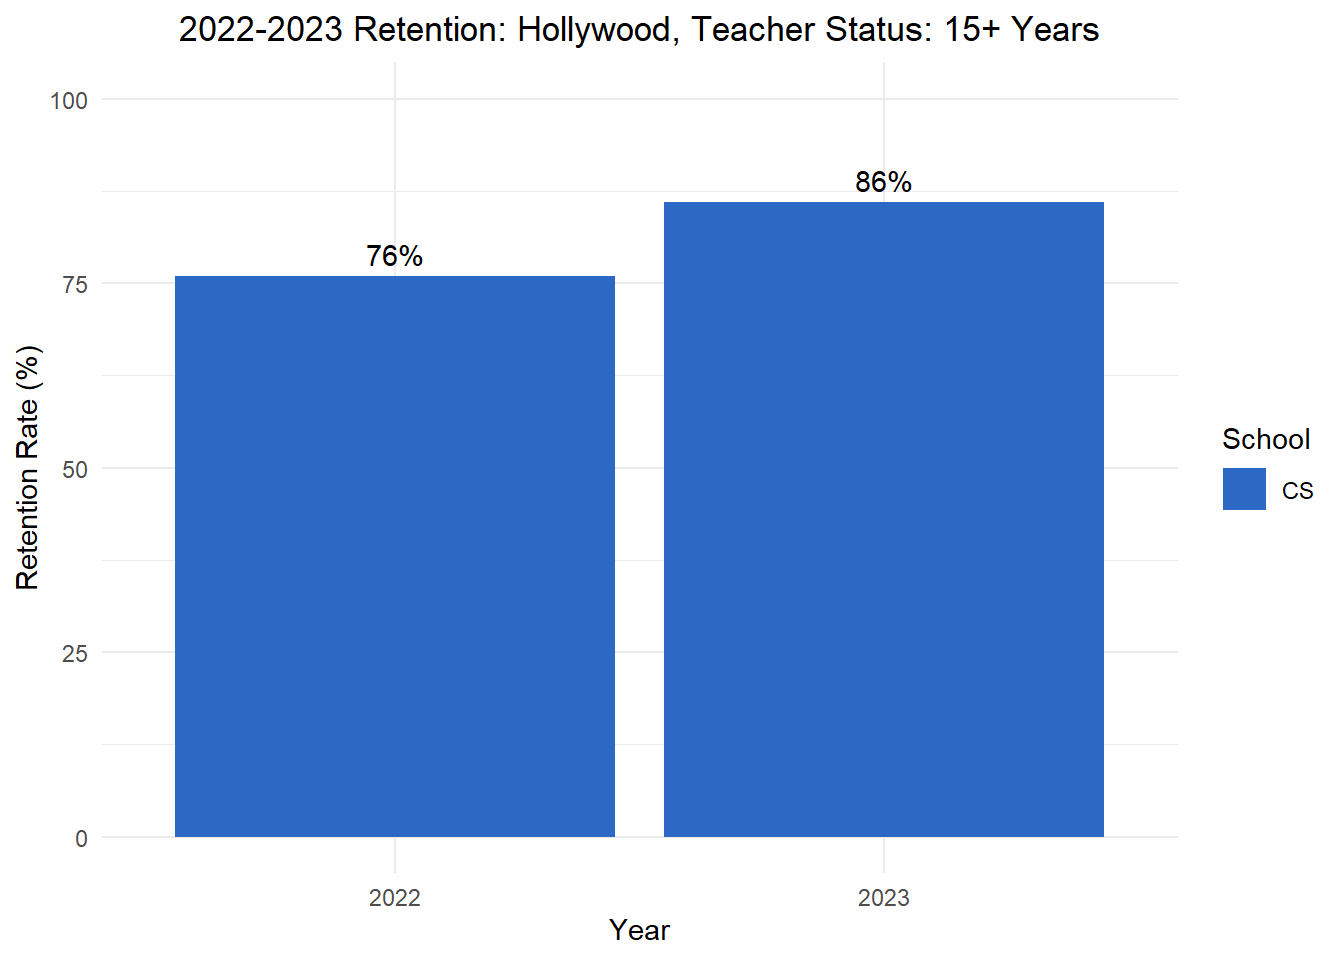 2022-2023 Retention: Hollywood, Teacher Status: 15+ Years
Retention Rate (%)
100
75
50
25
0
76%
86%
2022
2023
Year
School
CS